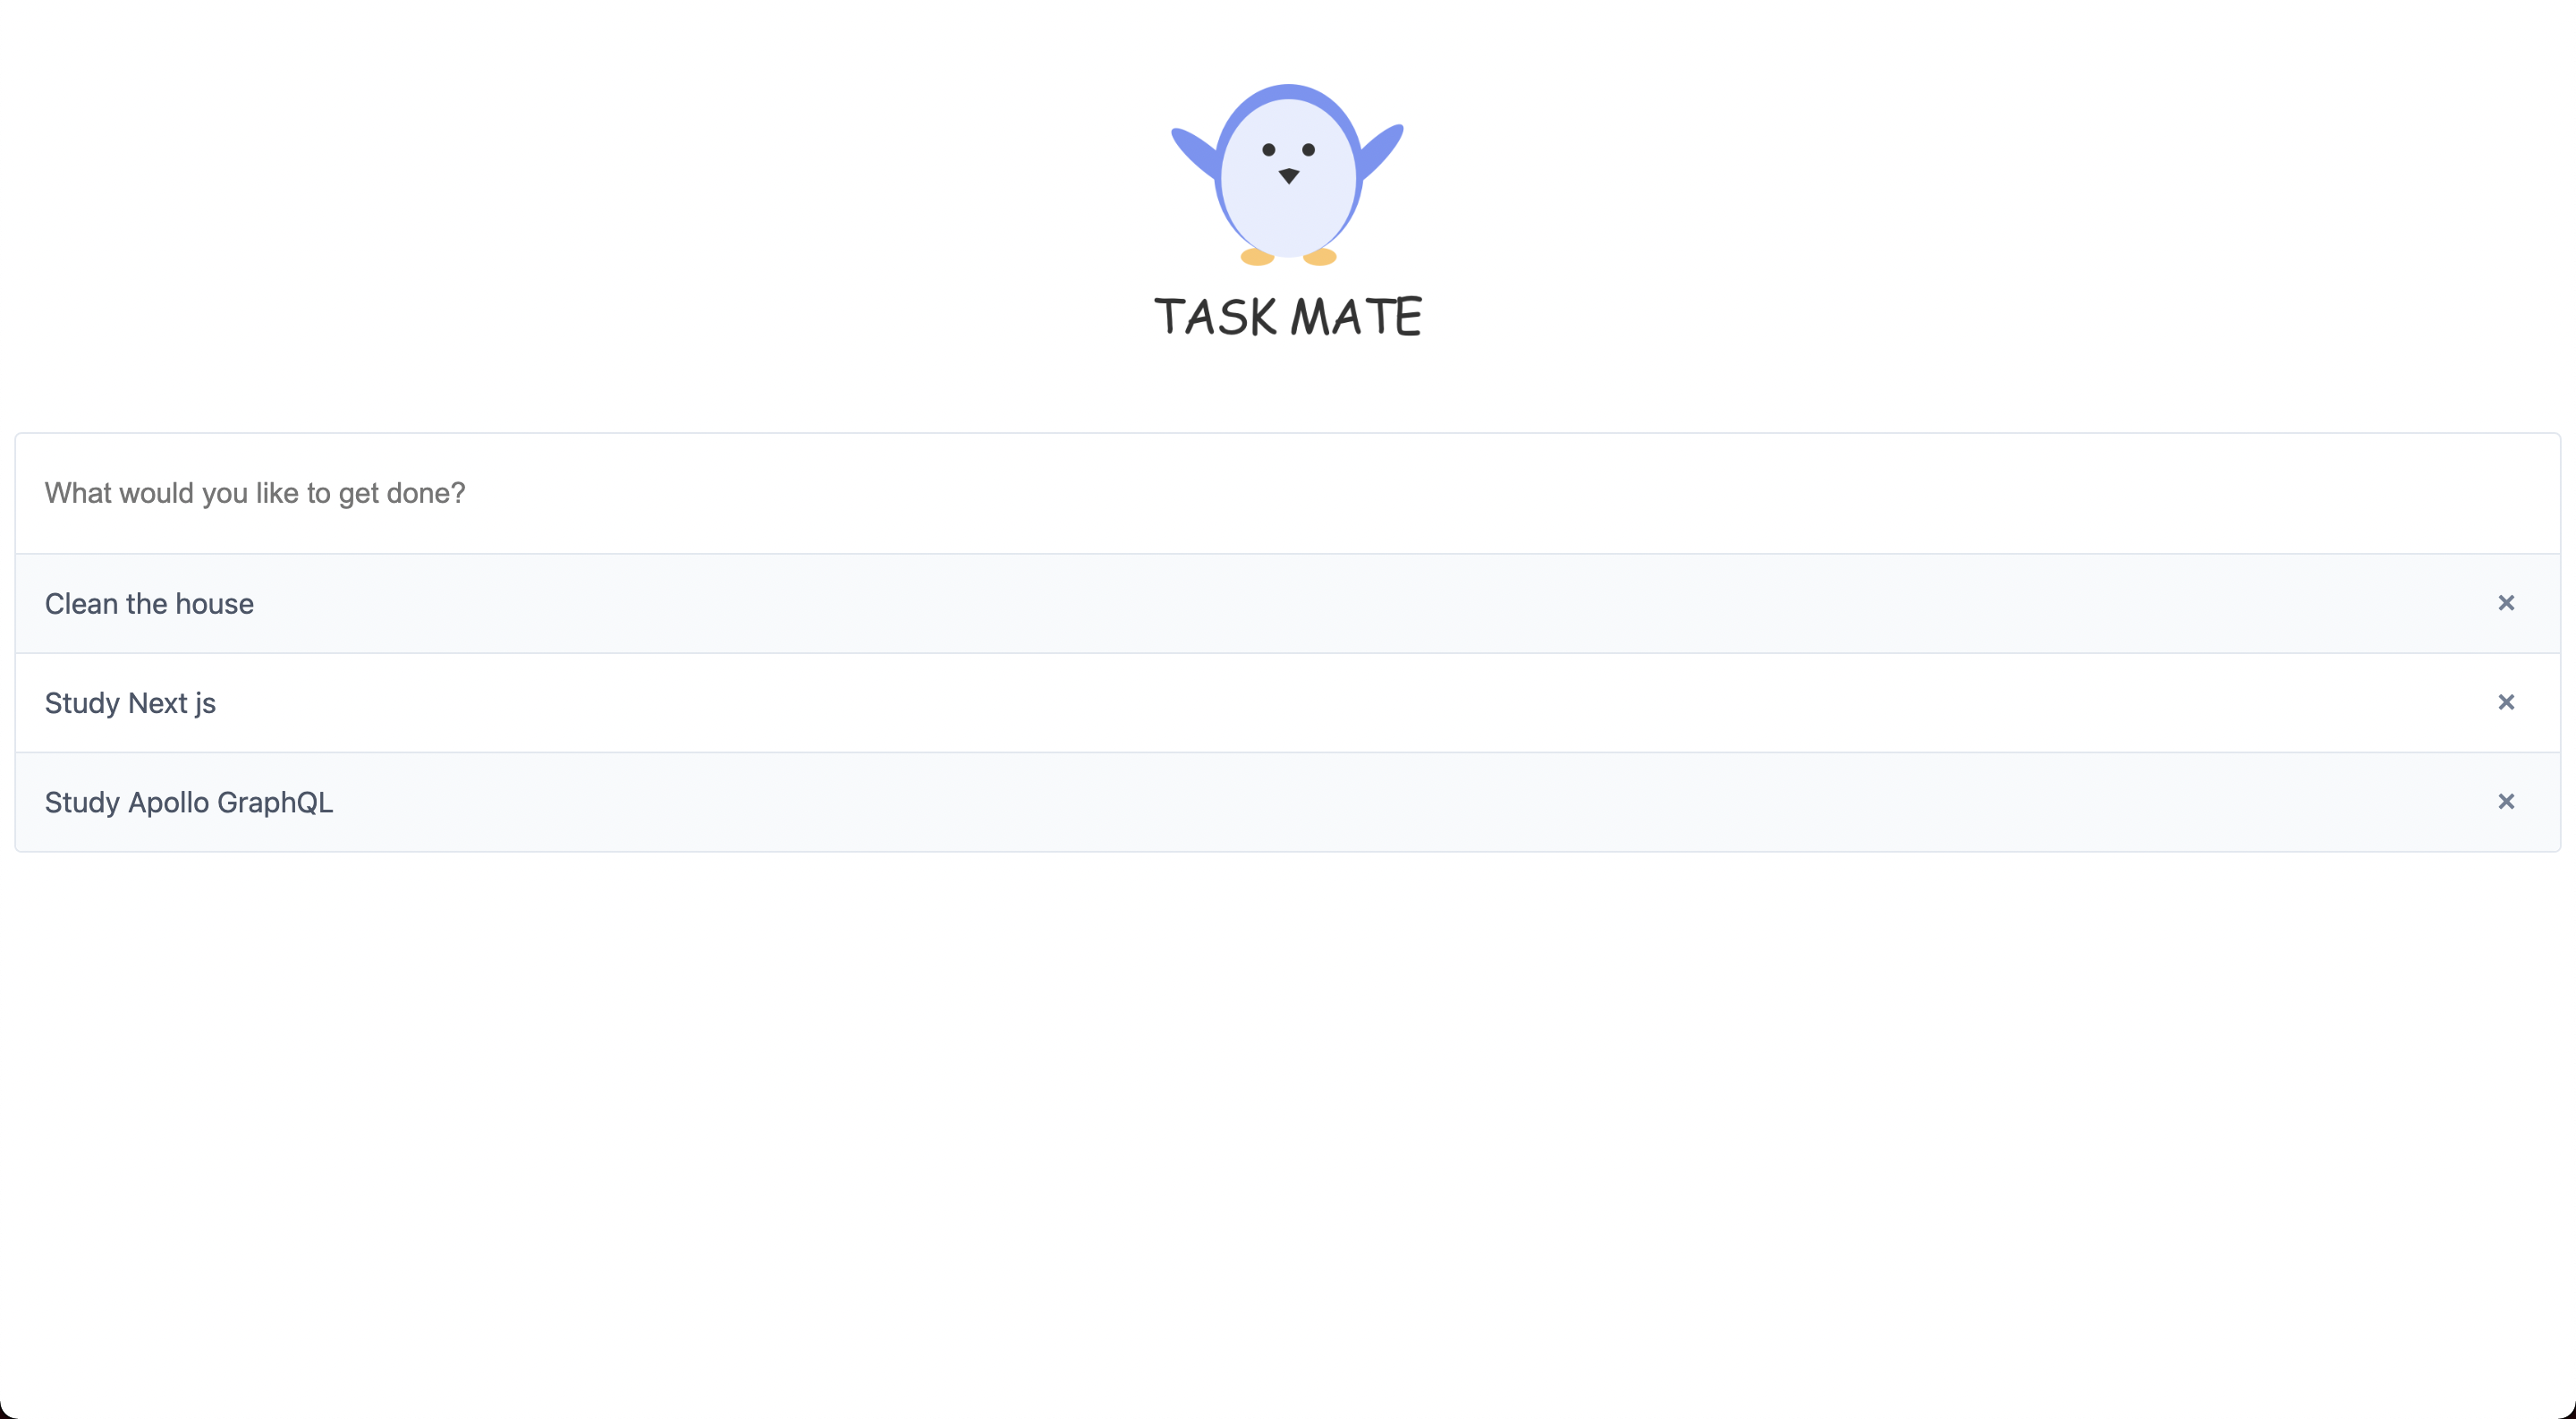 TASK MATE
What would you like to get done?
Clean the house
Study Next js
Study Apollo GraphQL